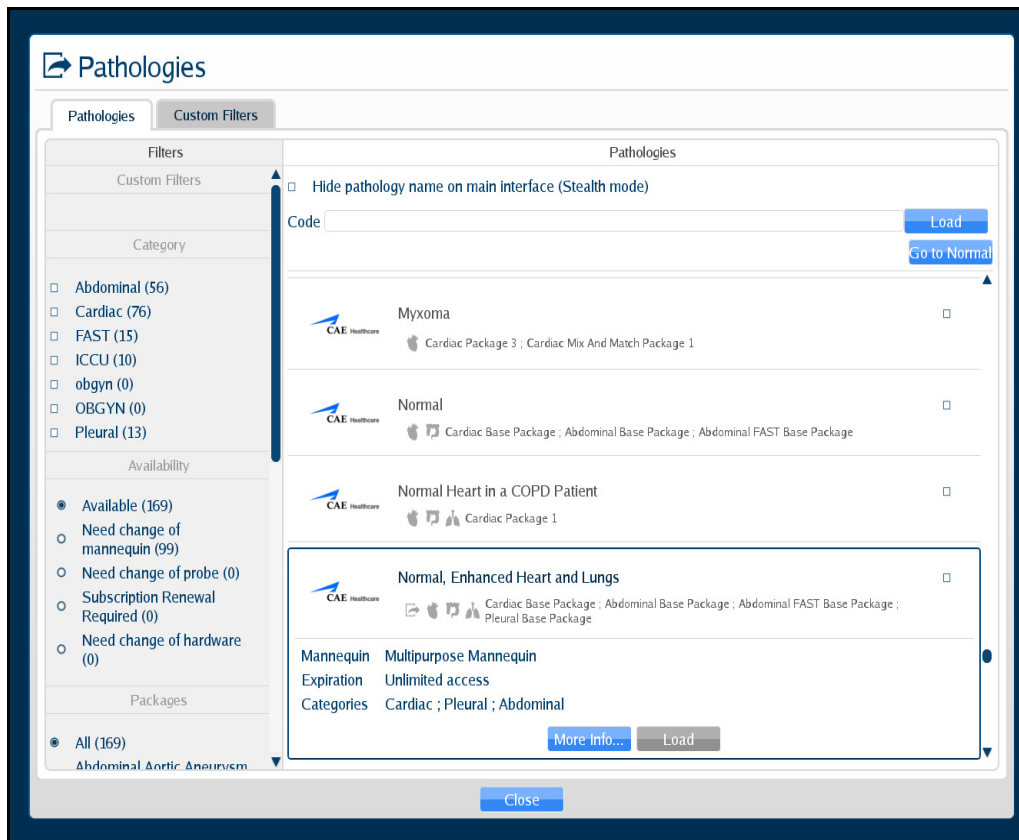 Pathologies
Pathologies
Custom Filters
Filters
Custom Filters
Category
Abdominal (56)
Cardiac (76)
FAST (15)
ICCU (10)
obgyn (0)
OBGYN (0)
Pleural (13)
Availability
Available (169)
Need change of
mannequin (99)
Need change of probe (0)
Subscription Renewal
Required (0)
Need change of hardware
(0)
Packages
All (169)
Abdominal Aortic Aneurysm
Pathologies
Hide pathology name on main interface (Stealth mode)
Code
Load
Go to Normal
CAE Healthcare
Myxoma
Cardiac Package 3 ; Cardiac Mix And Match Package 1
CAE Healthcare
Normal
Cardiac Base Package ; Abdominal Base Package ; Abdominal FAST Base Package
CAE Healthcare
Normal Heart in a COPD Patient
Cardiac Package 1
CAE Healthcare
Normal, Enhanced Heart and Lungs
Cardiac Base Package ; Abdominal Base Package ; Abdominal FAST Base Package ;
Pleural Base Package
Mannequin Multipurpose Mannequin
Expiration Unlimited access
Categories Cardiac ; Pleural ; Abdominal
More Info...
Load
Close